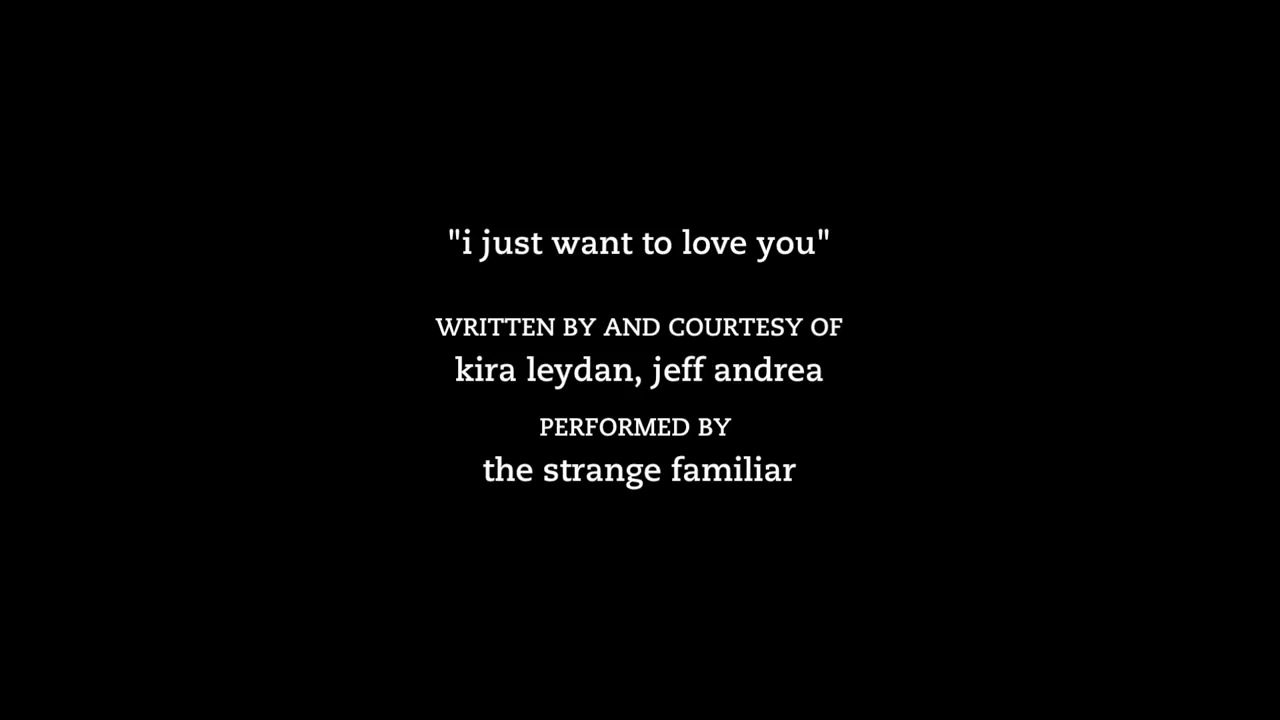 "i just want to love you"
WRITTEN BY AND COURTESY OF
kira leydan, jeff andrea
PERFORMED BY
the strange familiar